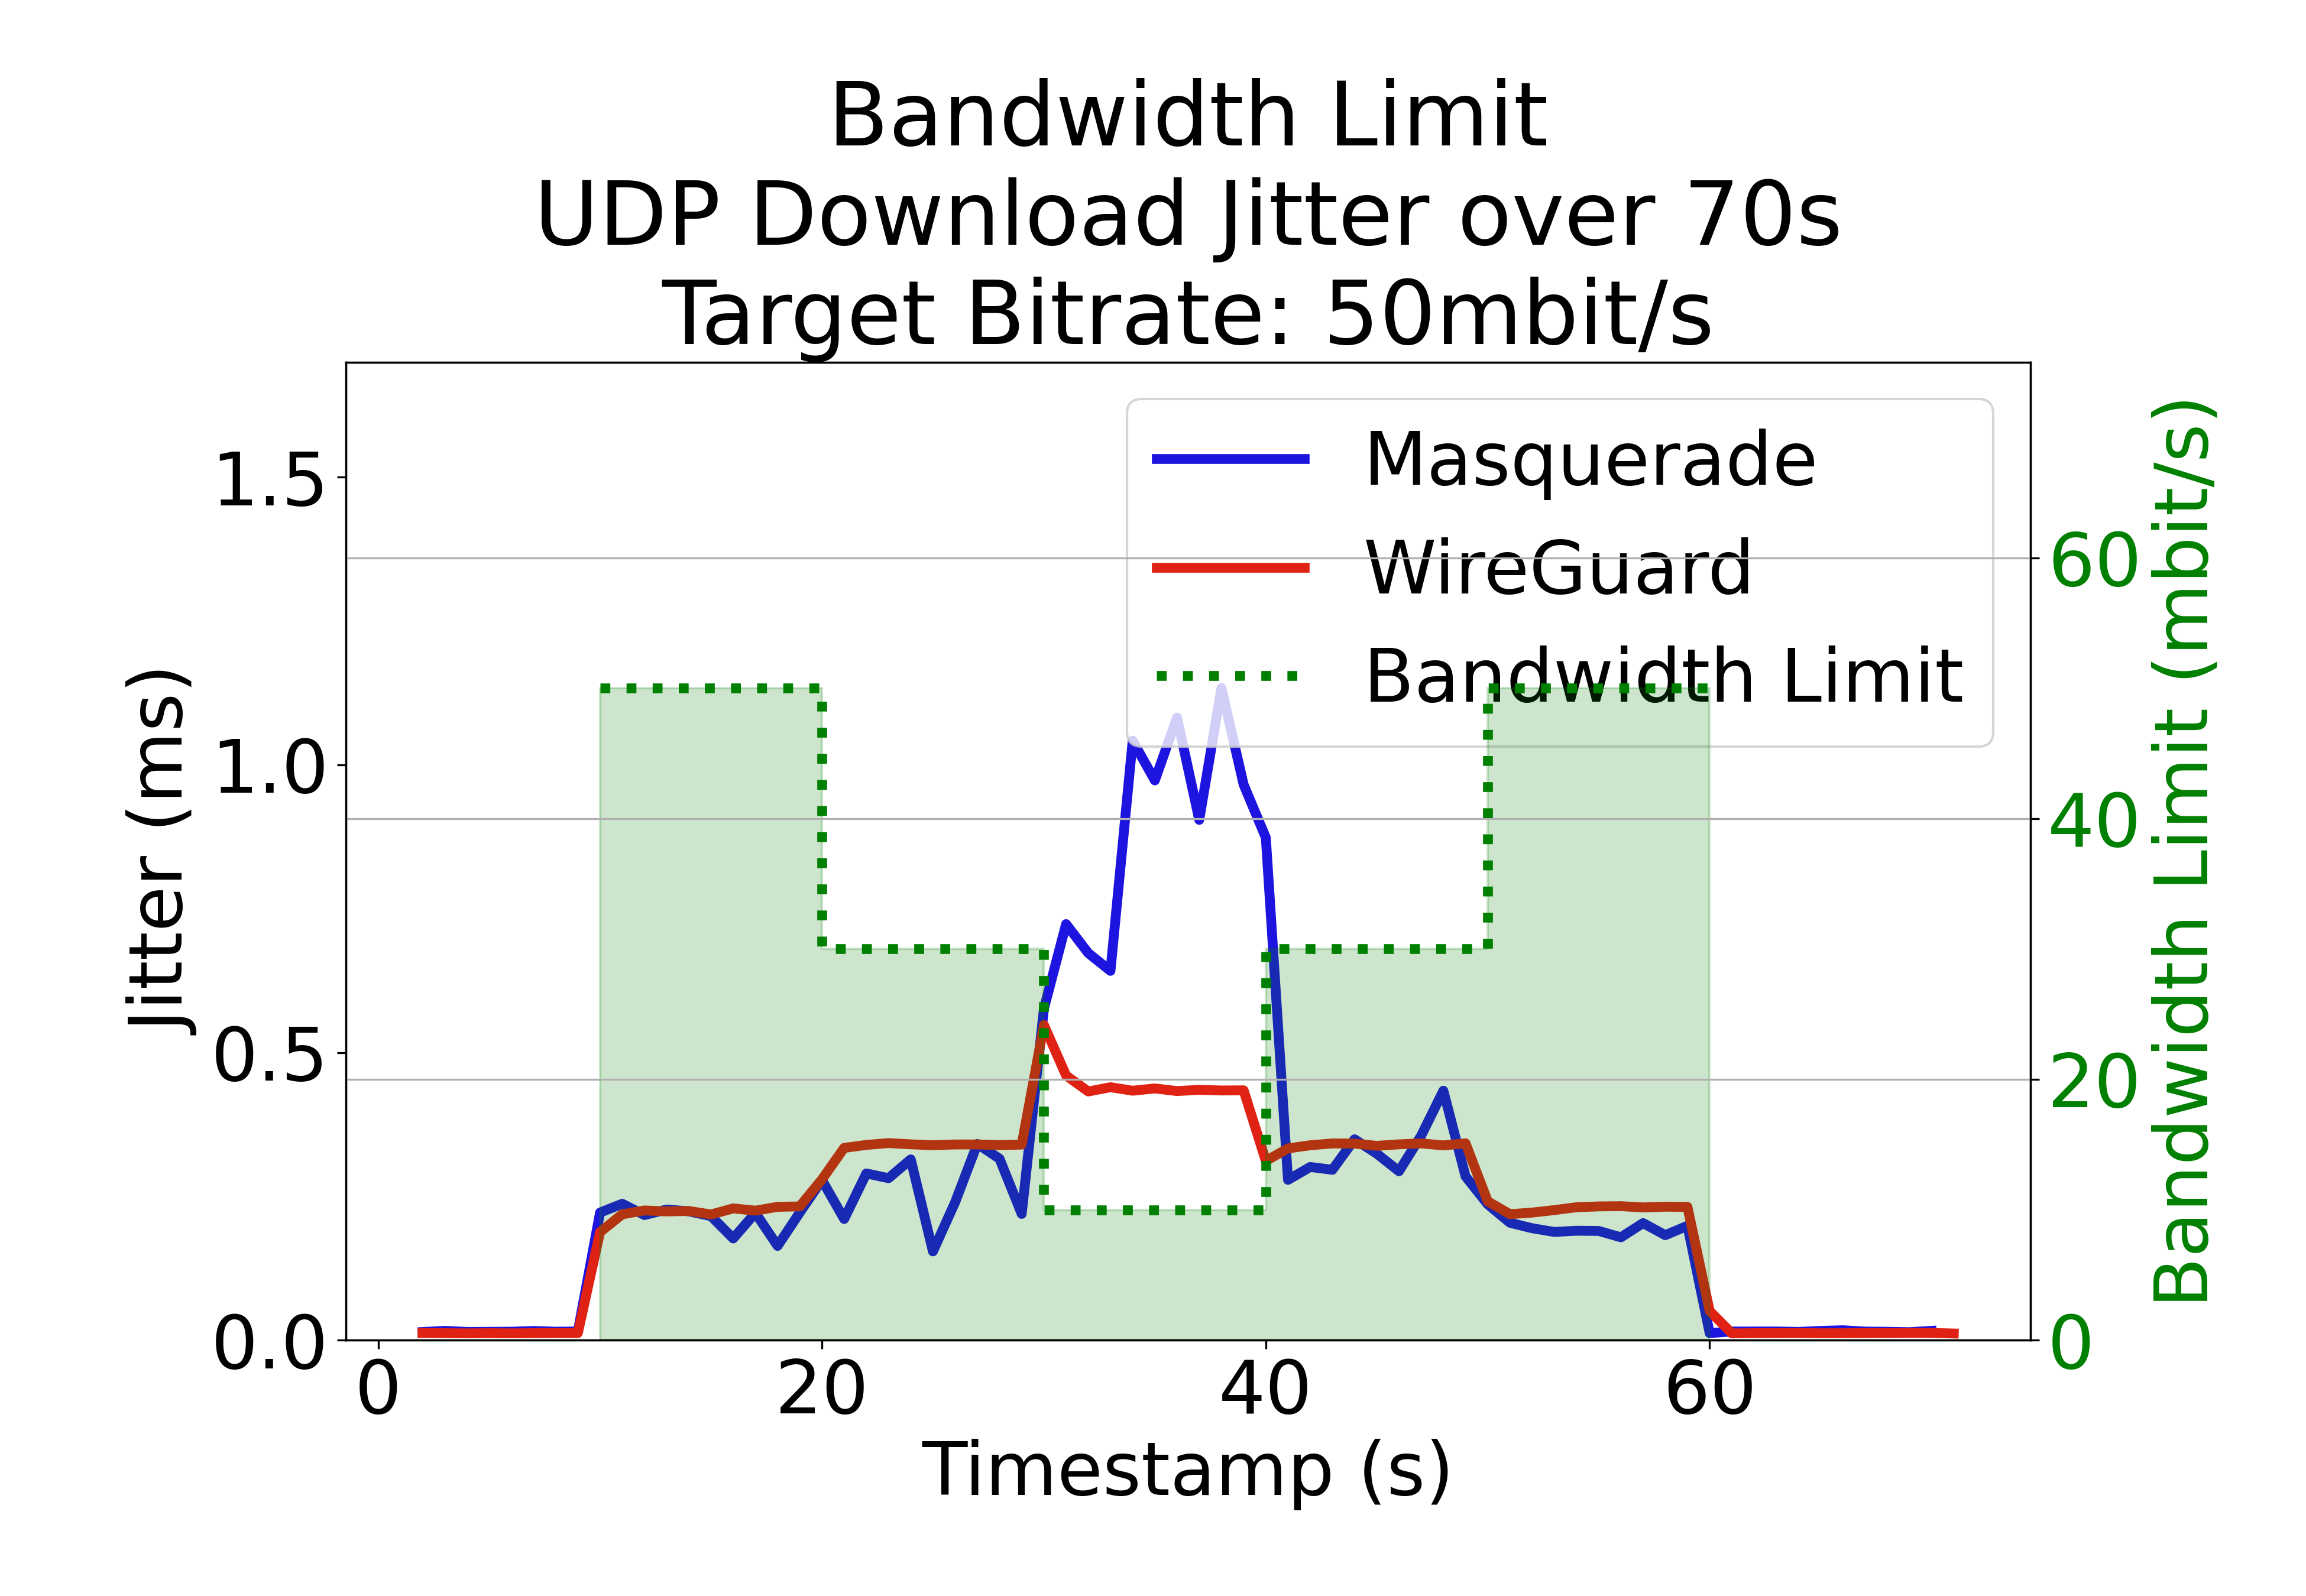 Bandwidth Limit
UDP Download Jitter over 70s
Target Bitrate: 50mbit/s
Masquerade
WireGuard
Bandwidth Limit
Jitter (ms)
1.5
1.0
0.5
0.0
Bandwidth Limit (mbit/s)
60
40
20
0
0 20 40 60
Timestamp (s)